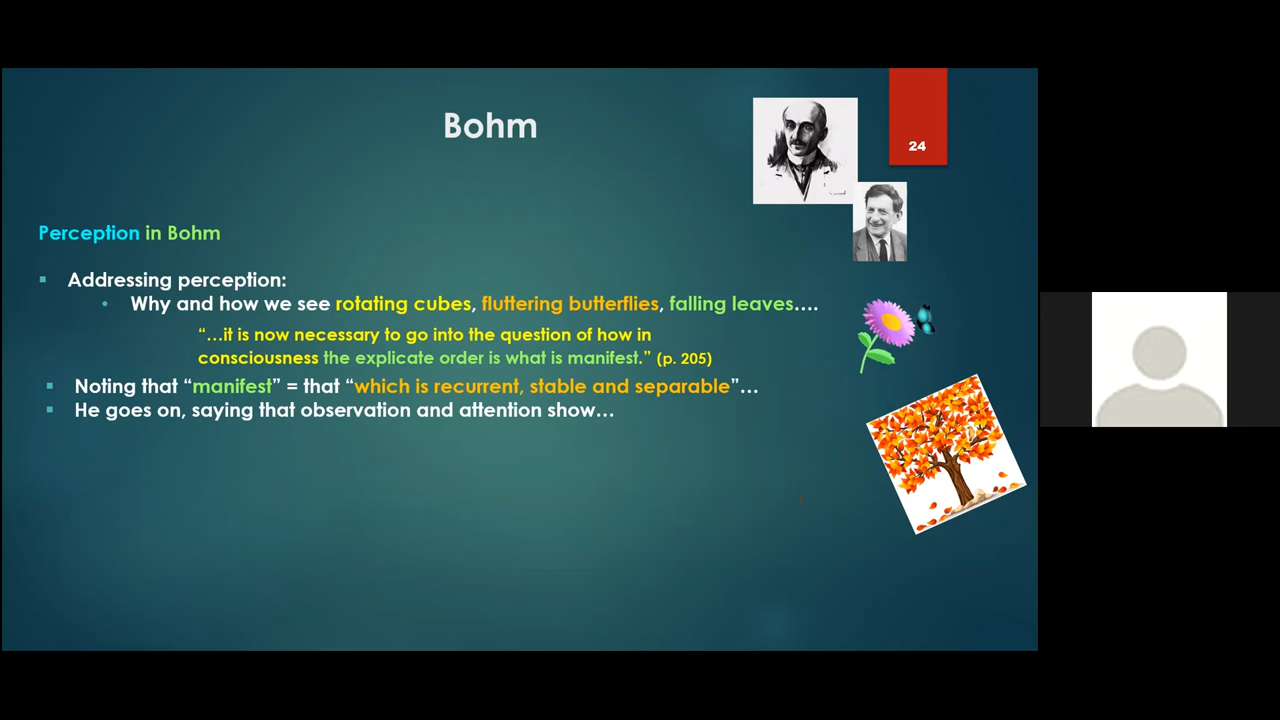 Bohm
24
Perception in Bohm
Addressing perception:
Why and how we see rotating cubes, fluttering butterflies, falling leaves….
“…it is now necessary to go into the question of how in
consciousness the explicate order is what is manifest.” (p. 205)
Noting that “manifest” = that “which is recurrent, stable and separable”…
He goes on, saying that observation and attention show…